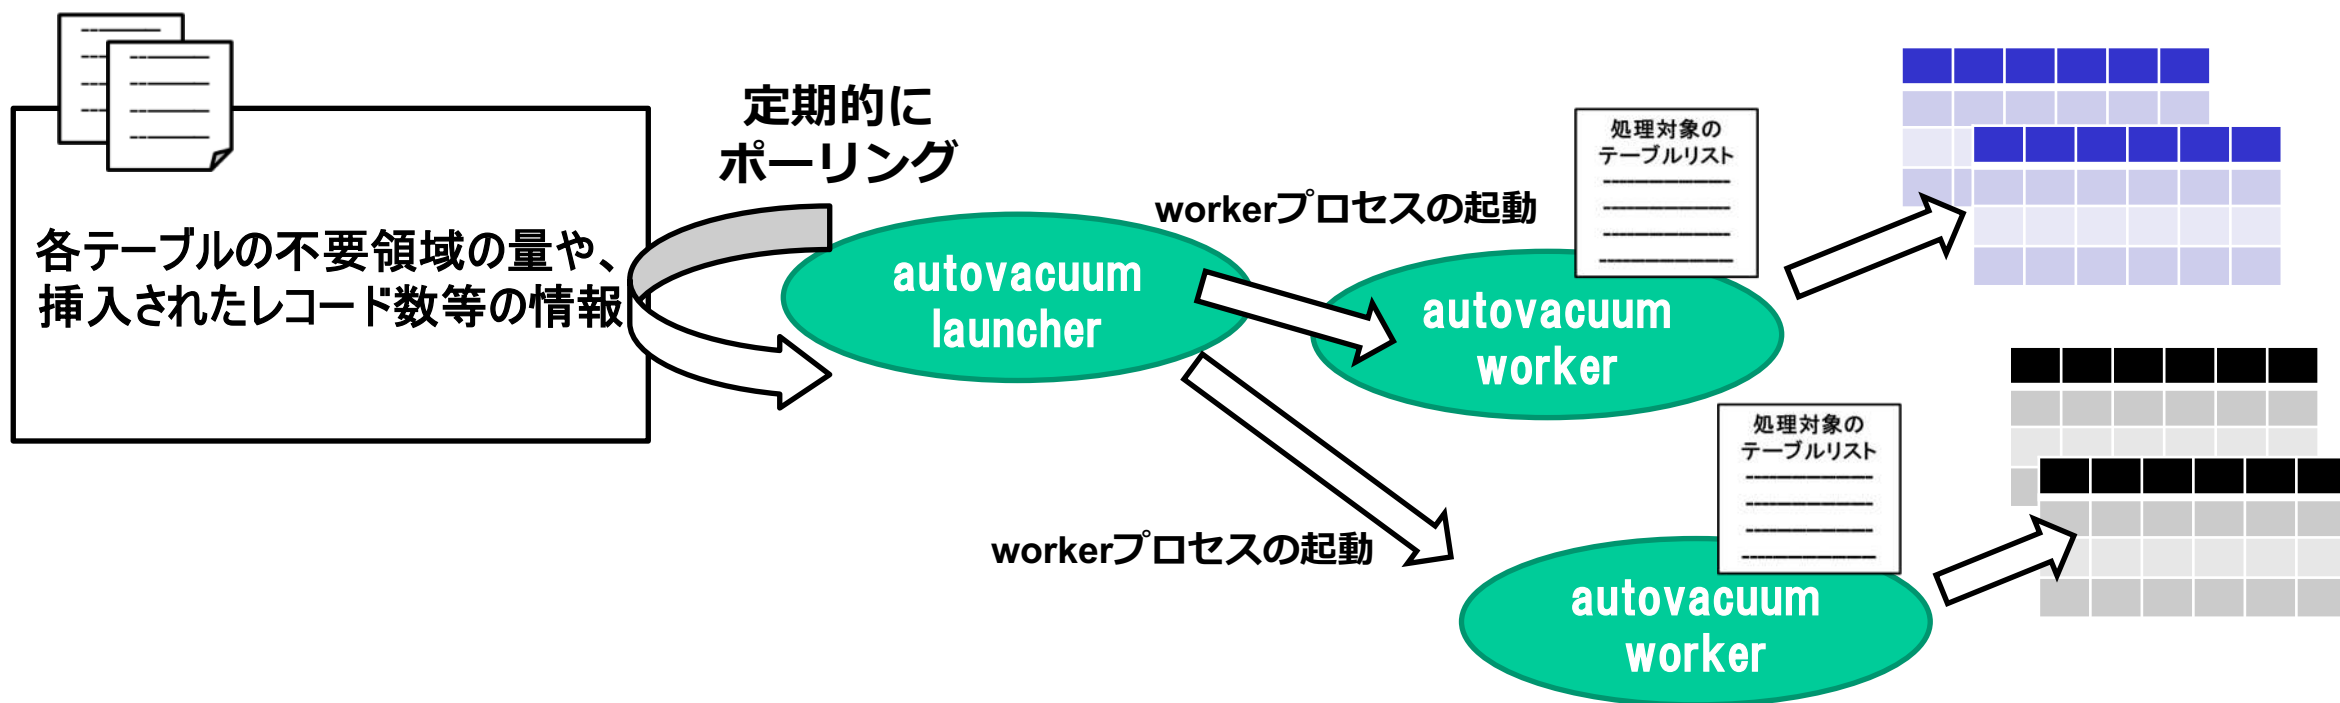 各テーブルの不要領域の量や、
挿入されたレコード数等の情報
定期的に
ポーリング
autovacuum
launcher
workerプロセスの起動
処理対象の
テーブルリスト
autovacuum
worker
workerプロセスの起動
処理対象の
テーブルリスト
autovacuum
worker